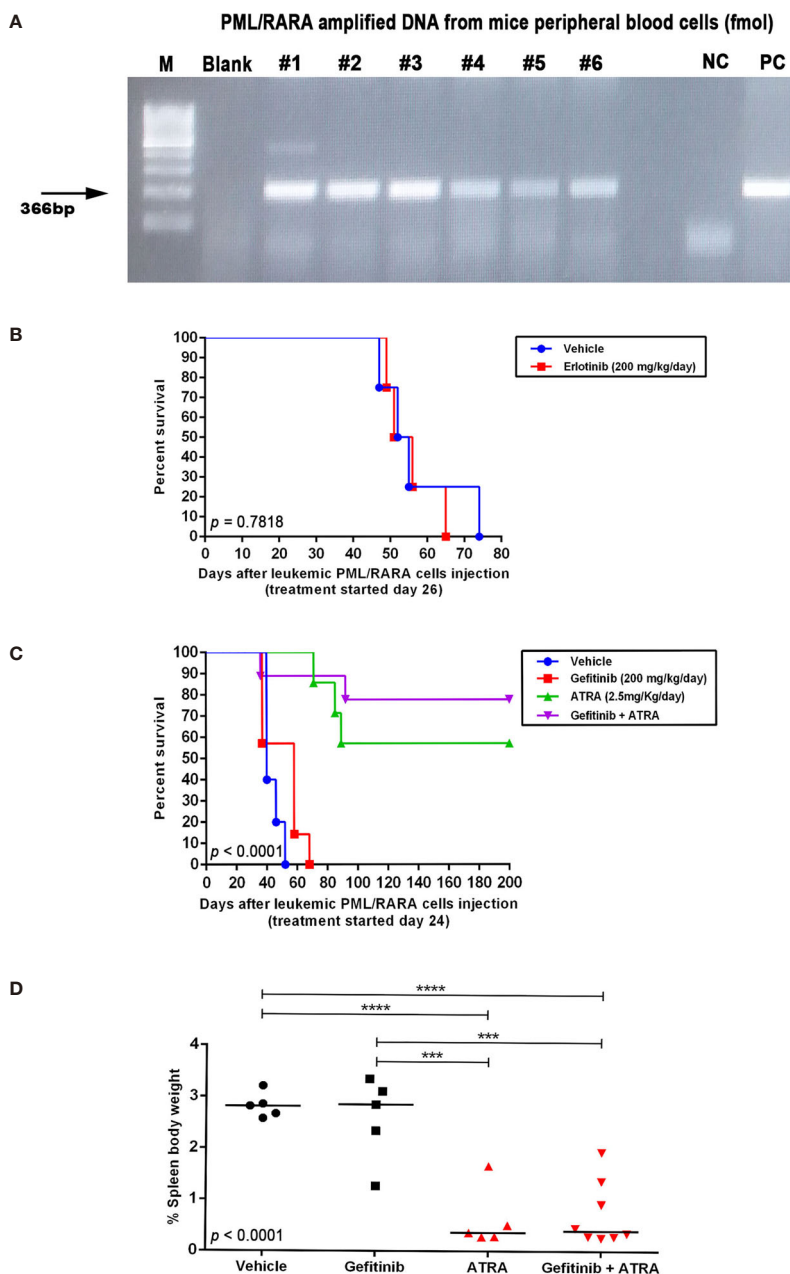 A
PML/RARA amplified DNA from mice peripheral blood cells (fmol)
M Blank #1 #2 #3 #4 #5 #6 NC PC
366bp
B
Percent survival
100
90
80
70
60
50
40
30
20
10
0
p = 0.7818
0 10 20 30 40 50 60 70 80
Days after leukemic PML/RARA cells injection
(treatment started day 26)
Vehicle
Erlotinib (200 mg/kg/day)
C
Percent survival
100
90
80
70
60
50
40
30
20
10
0
p < 0.0001
0 20 40 60 80 100 120 140 160 180 200
Days after leukemic PML/RARA cells injection
(treatment started day 24)
Vehicle
Gefitinib (200 mg/kg/day)
ATRA (2.5mg/Kg/day)
Gefitinib + ATRA
D
****
****
***
***
% Spleen body weight
4
3
2
1
0
p < 0.0001
Vehicle Gefitinib ATRA Gefitinib + ATRA